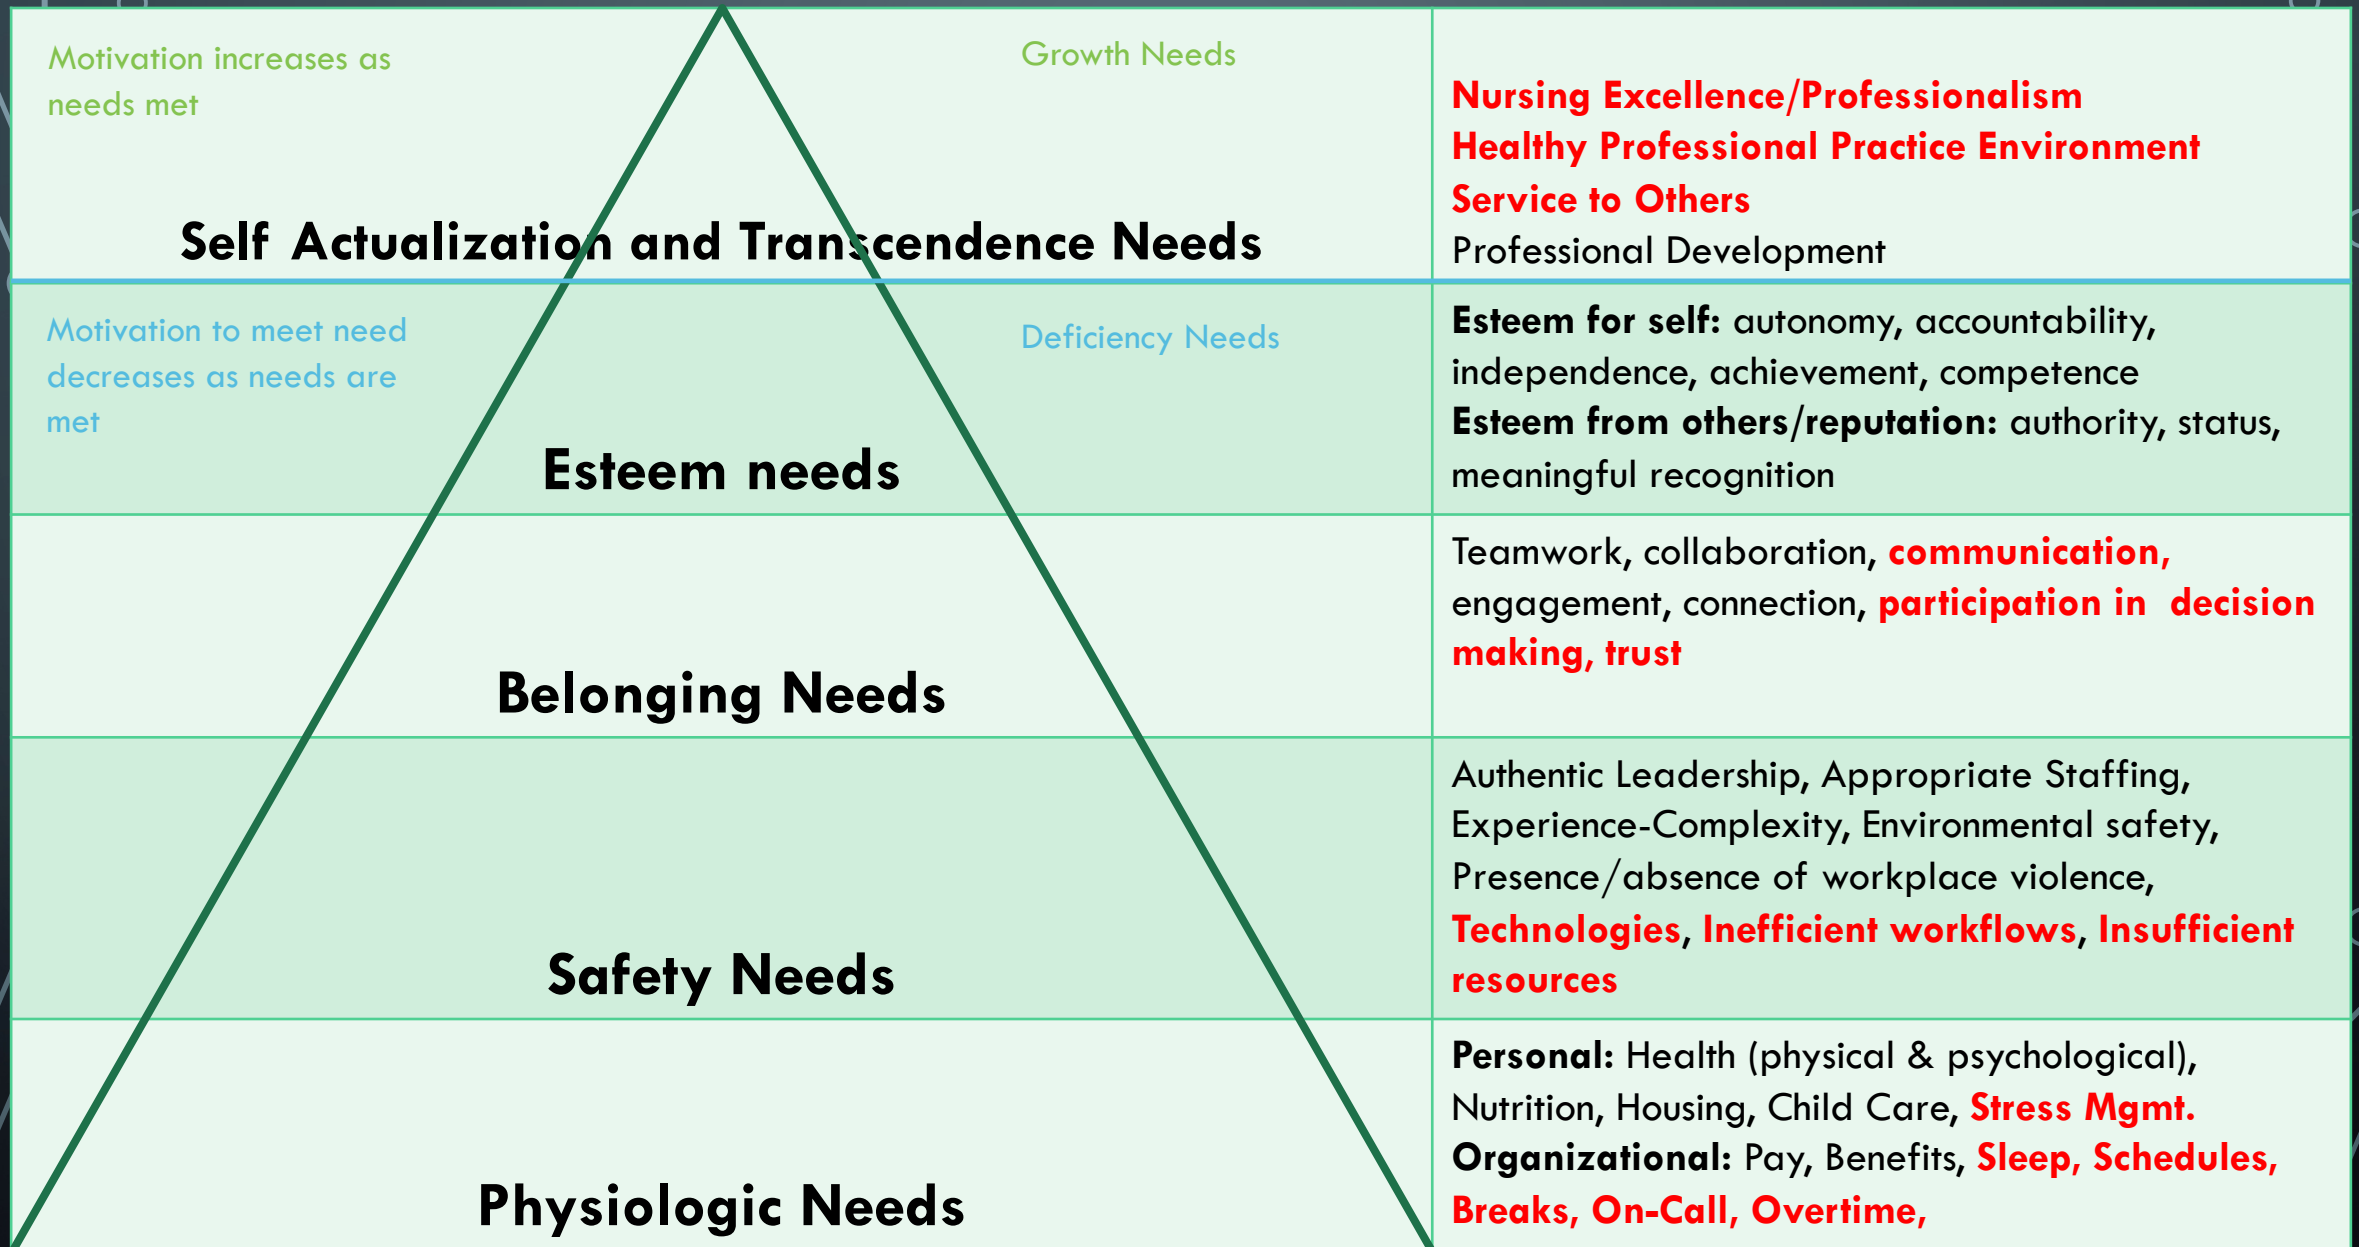 Motivation increases as
needs met
Growth Needs
Self Actualization and Transcendence Needs
Nursing Excellence/Professionalism
Healthy Professional Practice Environment
Service to Others
Professional Development
Motivation to meet need
decreases as needs are
met
Deficiency Needs
Esteem needs
Esteem for self: autonomy, accountability,
independence, achievement, competence
Esteem from others/reputation: authority, status,
meaningful recognition
Belonging Needs
Teamwork, collaboration, communication,
engagement, connection, participation in  decision
making, trust
Safety Needs
Authentic Leadership, Appropriate Staffing,
Experience-Complexity, Environmental safety,
Presence/absence of workplace violence,
Technologies, Inefficient workflows, Insufficient
resources
Physiologic Needs
Personal: Health (physical & psychological),
Nutrition, Housing, Child Care, Stress Mgmt.
Organizational: Pay, Benefits, Sleep, Schedules,
Breaks, On-Call, Overtime,